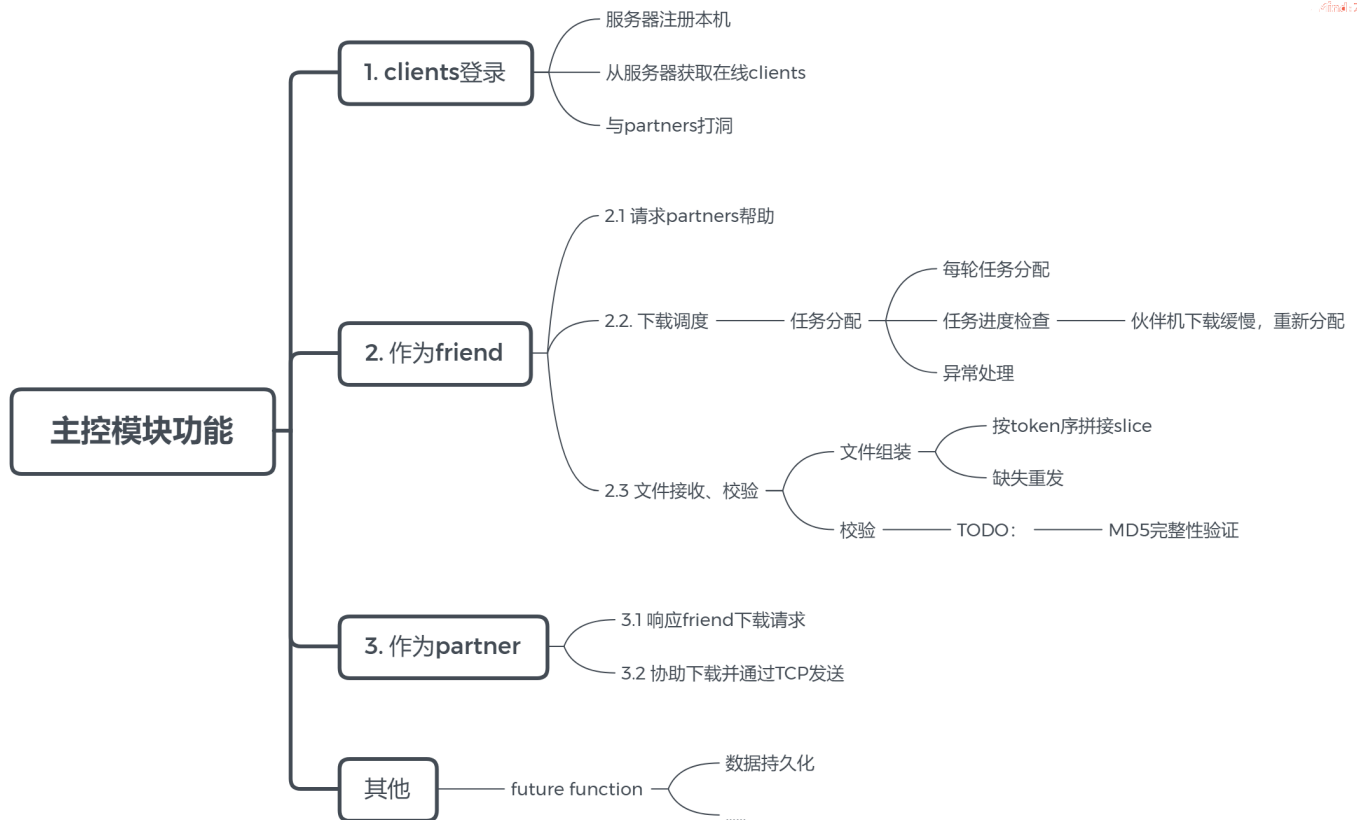 服务器注册本机
1. clients登录
从服务器获取在线clients
与partners打洞
2.1 请求partners帮助
每轮任务分配
2.2. 下载调度
任务分配
任务进度检查
伙伴机下载缓慢，重新分配
2. 作为friend
异常处理
主控模块功能
按token序拼接slice
文件组装
缺失重发
2.3 文件接收、校验
校验
TODO：
MD5完整性验证
3.1 响应friend下载请求
3. 作为partner
3.2 协助下载并通过TCP发送
数据持久化
其他
future function